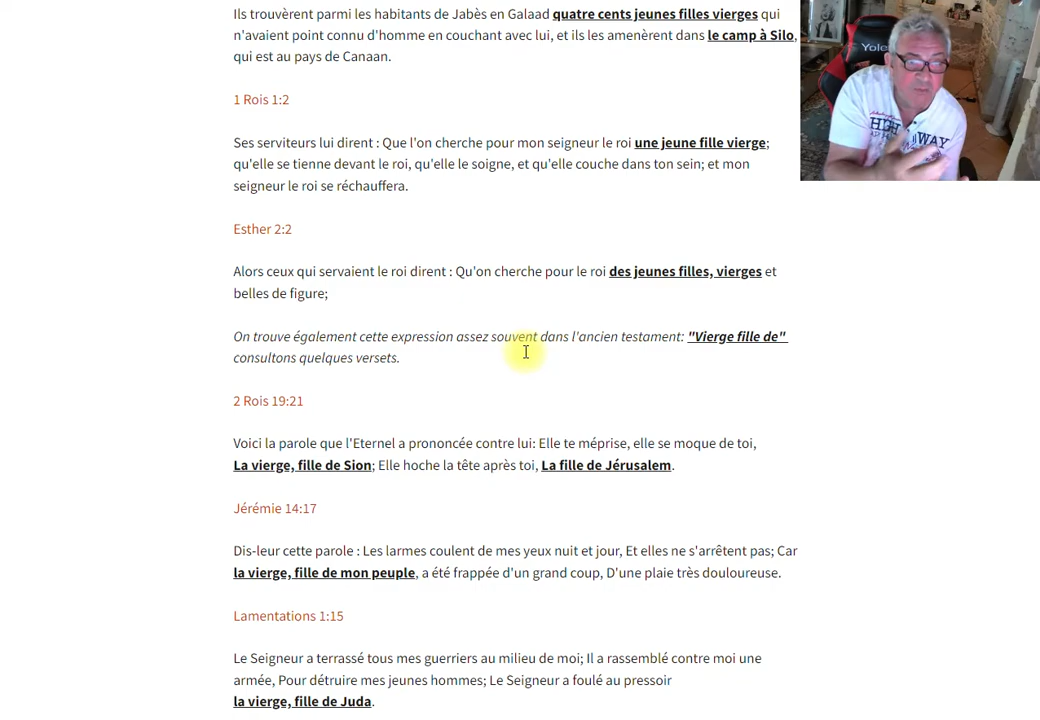 Ils trouvèrent parmi les habitants de Jabès en Galaad quatre cents jeunes filles vierges qui
n'avaient point connu d'homme en couchant avec lui, et ils les amenèrent dans le camp à Silo,
qui est au pays de Canaan.
1 Rois 1:2
Ses serviteurs lui dirent : Que l'on cherche pour mon seigneur le roi une jeune fille vierge;
qu'elle se tienne devant le roi, qu'elle le soigne, et qu'elle couche dans ton sein; et mon
seigneur le roi se réchauffera.
Esther 2:2
Alors ceux qui servaient le roi dirent : Qu'on cherche pour le roi des jeunes filles, vierges et
belles de figure;
On trouve également cette expression assez souvent dans l'ancien testament: "Vierge fille de"
consultons quelques versets.
2 Rois 19:21
Voici la parole que l'Eternel a prononcée contre lui: Elle te méprise, elle se moque de toi,
La vierge, fille de Sion; Elle hoche la tête après toi, La fille de Jérusalem.
Jérémie 14:17
Dis-leur cette parole : Les larmes coulent de mes yeux nuit et jour, Et elles ne s'arrêtent pas; Car
la vierge, fille de mon peuple, a été frappée d'un grand coup, D'une plaie très douloureuse.
Lamentations 1:15
Le Seigneur a terrassé tous mes guerriers au milieu de moi; Il a rassemblé contre moi une
armée, Pour détruire mes jeunes hommes; Le Seigneur a foulé au pressoir
la vierge, fille de Juda.
Yole
HIGH WAY